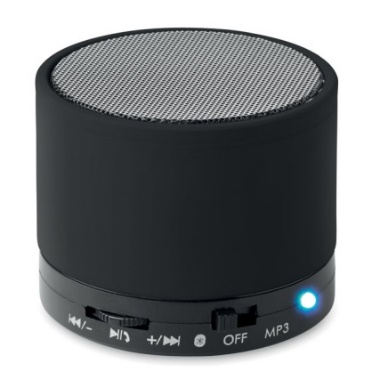 ⏮/− ⏯/📞 +/⏭ OFF MP3